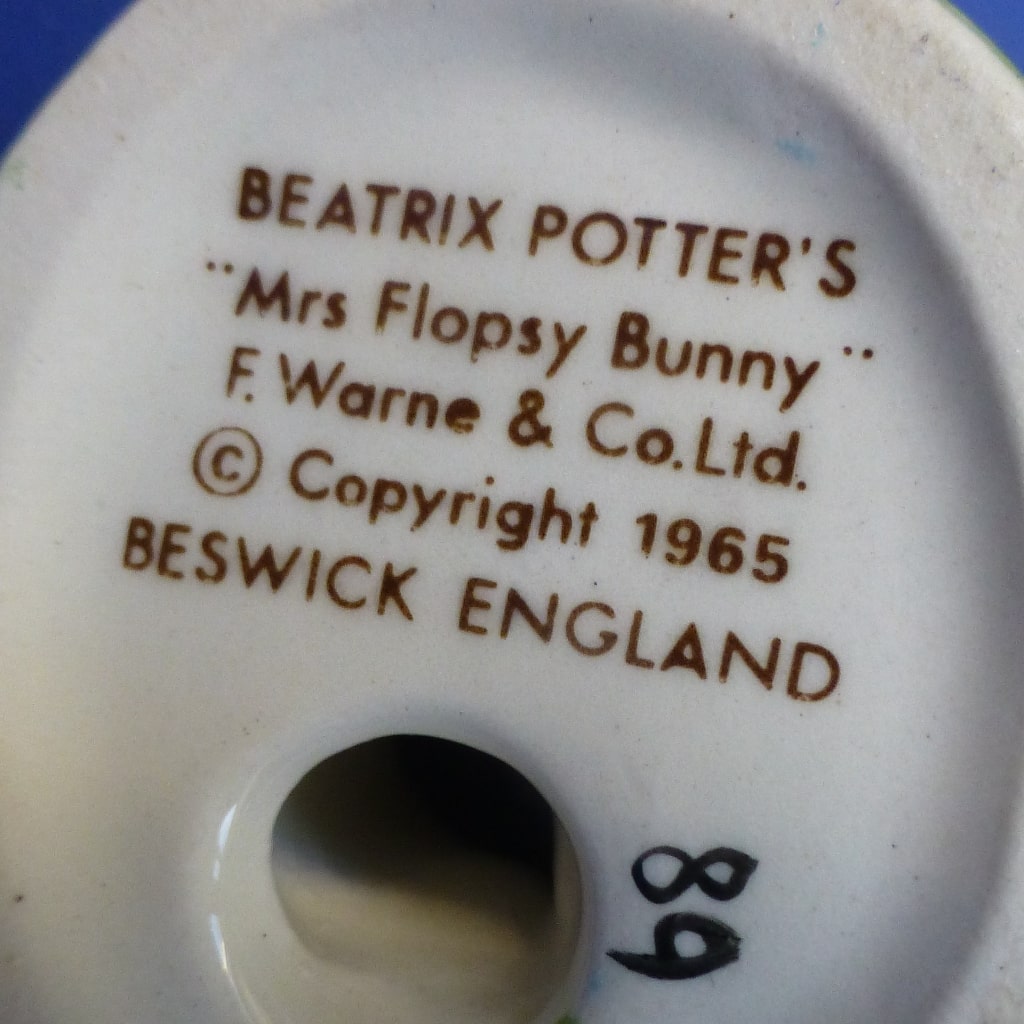 BEATRIX POTTER'S
¨Mrs Flopsy Bunny¨
F. Warne & Co.Ltd.
© Copyright 1965
BESWICK ENGLAND
89